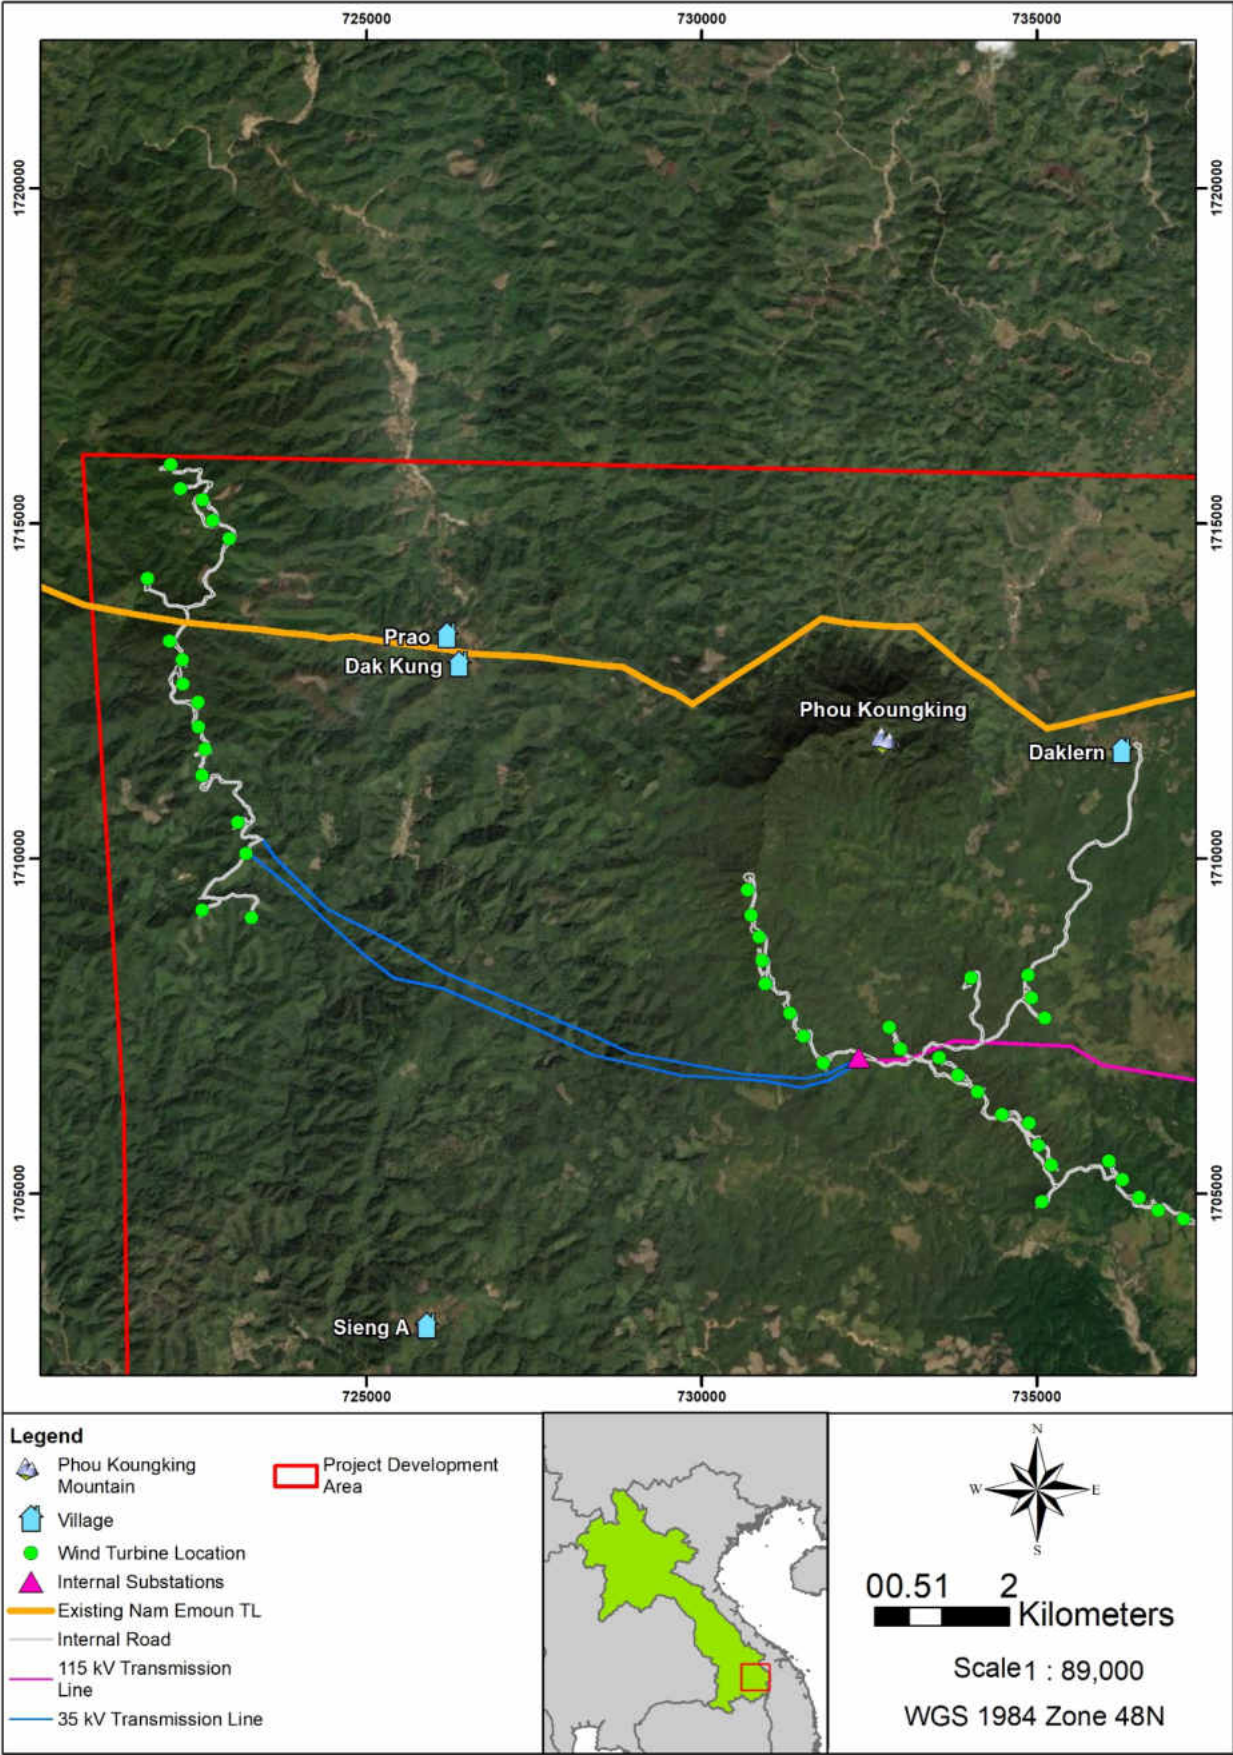 725000
730000
735000
1720000
1720000
1715000
1715000
Prao
Dak Kung
Phou Koungking
Daklern
1710000
1710000
1705000
1705000
Sieng A
725000
730000
735000
Legend
Phou Koungking
Mountain
Village
Wind Turbine Location
Internal Substations
Existing Nam Emoun TL
Internal Road
115 kV Transmission
Line
35 kV Transmission Line
Project Development
Area
N
W
E
S
00.51 2
Kilometers
Scale1 : 89,000
WGS 1984 Zone 48N